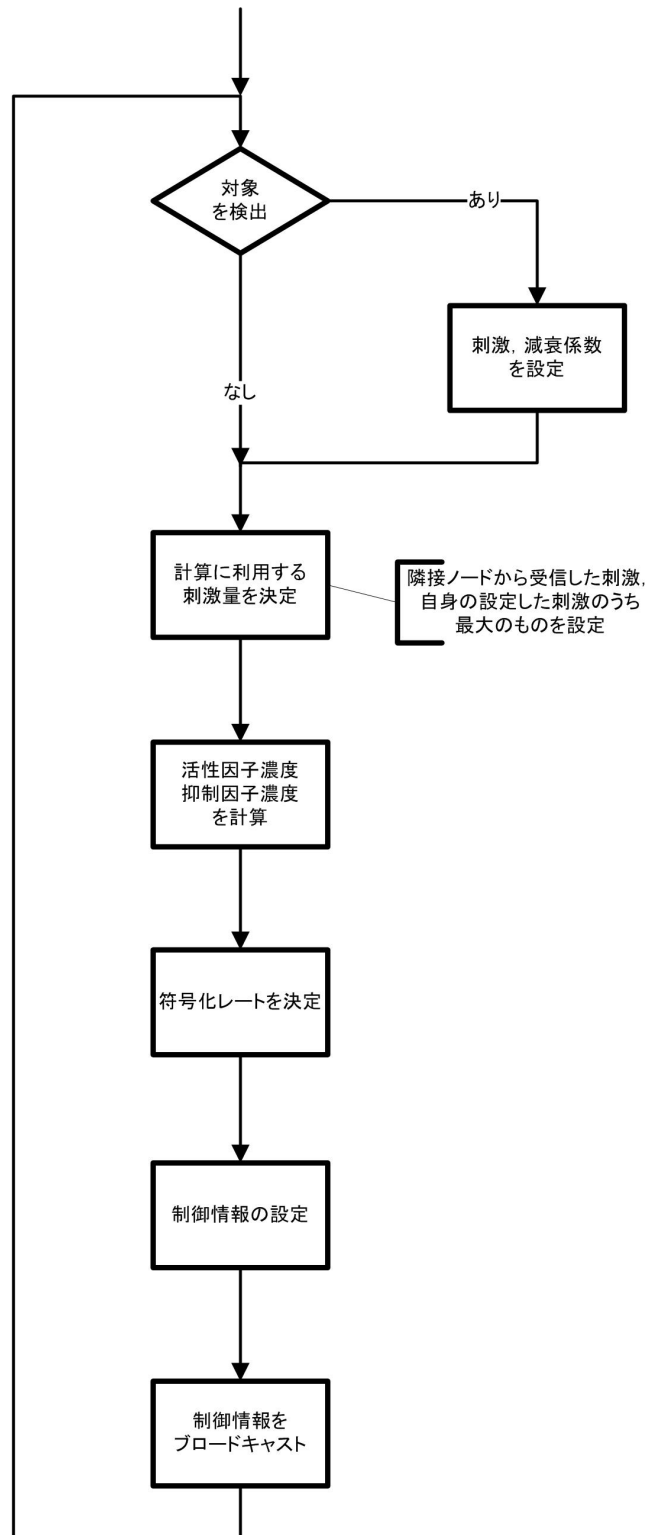 対象
を検出
あり
刺激, 減衰係数
を設定
なし
計算に利用する
刺激量を決定
隣接ノードから受信した刺激,
自身の設定した刺激のうち
最大のものを設定
活性因子濃度
抑制因子濃度
を計算
符号化レートを決定
制御情報の設定
制御情報を
ブロードキャスト